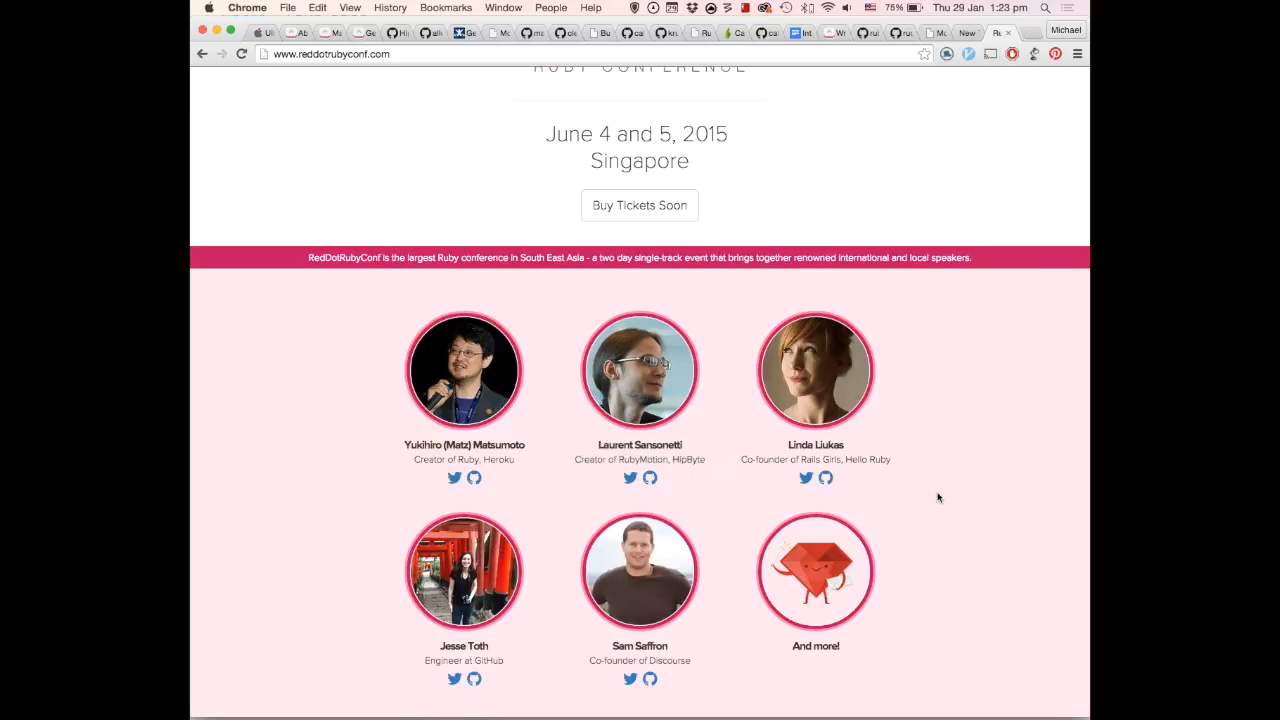 Chrome File Edit View History Bookmarks Window People Help 75% Thu 29 Jan 1:23 pm
Michael
www.reddotrubyconf.com
RUBY CONFERENCE
June 4 and 5, 2015
Singapore
Buy Tickets Soon
RedDotRubyConf is the largest Ruby conference in South East Asia - a two day single-track event that brings together renowned international and local speakers.
Yukihiro (Matz) Matsumoto Laurent Sansonetti Linda Liukas
Creator of Ruby, Heroku Creator of RubyMotion, HipByte Co-founder of Rails Girls, Hello Ruby
Jesse Toth Sam Saffron And more!
Engineer at GitHub Co-founder of Discourse